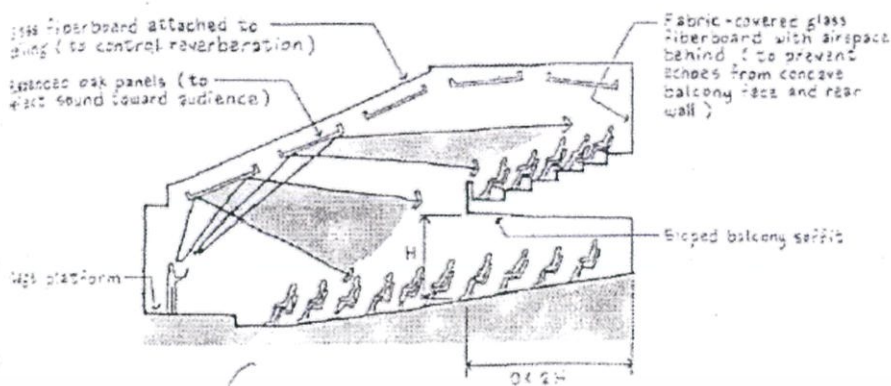 fiberboard attached to
(to control reverberation)
oak panels (to
sound toward audience)
platform
Fabric-covered glass
fiberboard with airspace
behind (to prevent
echoes from concave
balcony face and rear
wall)
Sloped balcony soffit
H